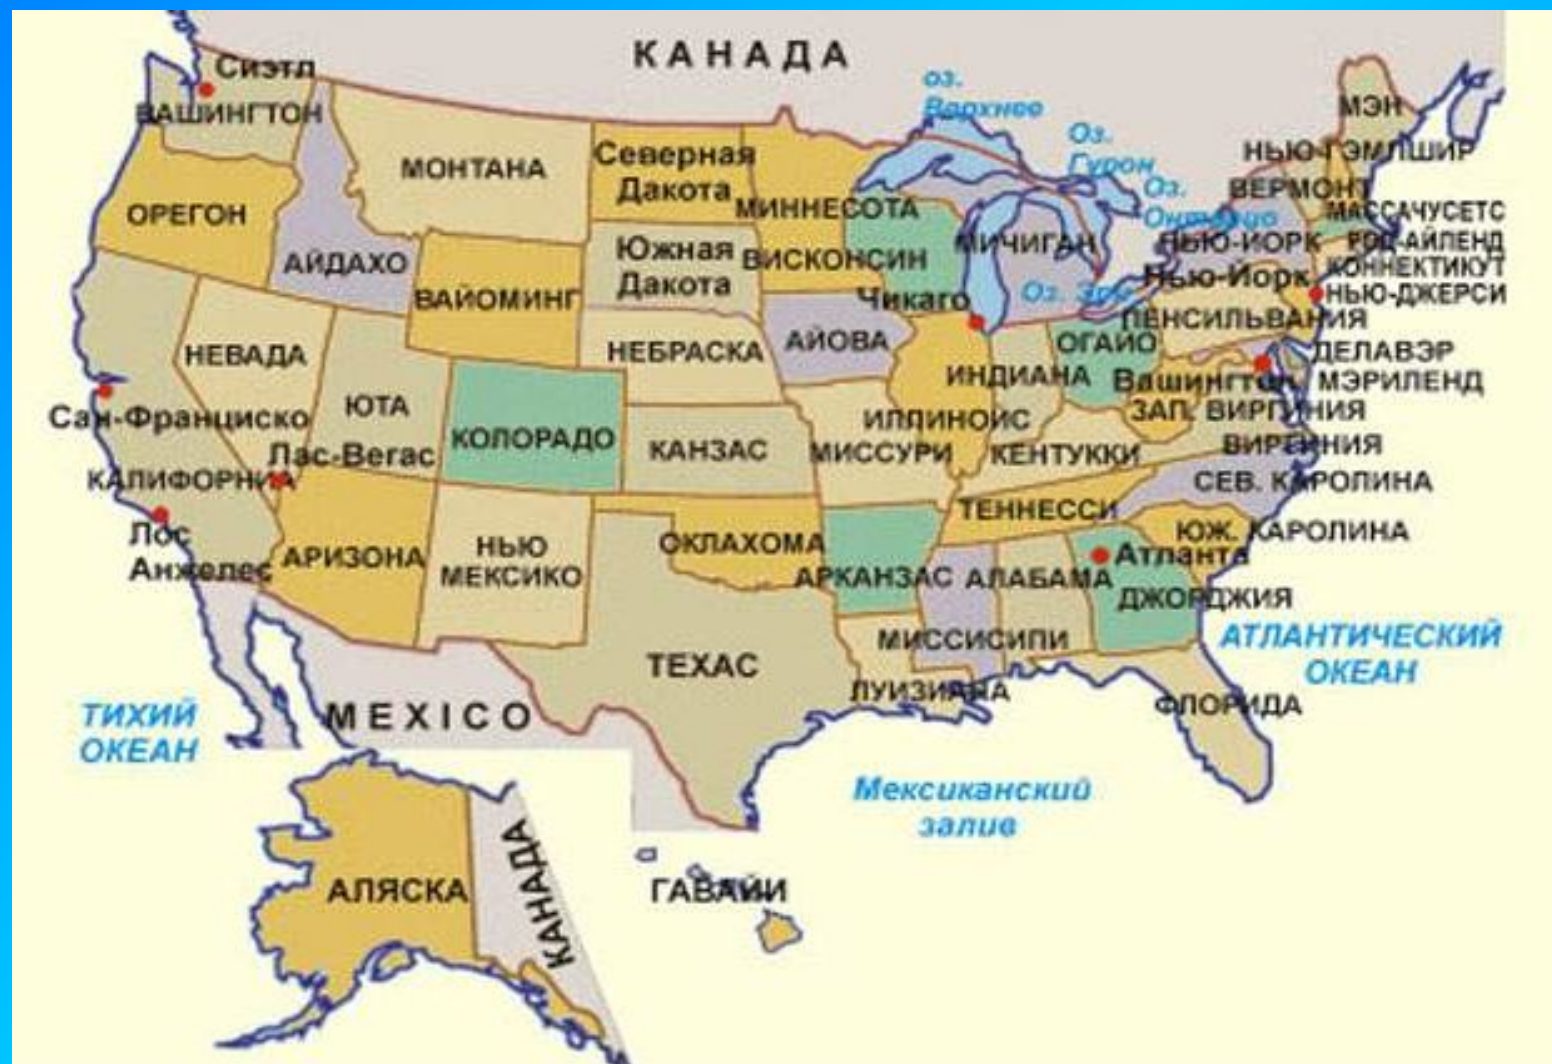 КАНАДА
оз.
Верхнее
Оз.
Гурон
Оз.
Онтарио
Оз. Эри
Сиэтл
ВАШИНГТОН
МОНТАНА
Северная
Дакота
МИННЕСОТА
МЭН
НЬЮ-ГЭМПШИР
ВЕРМОНТ
МАССАЧУСЕТС
ОРЕГОН
АЙДАХО
ВАЙОМИНГ
Южная
Дакота
ВИСКОНСИН
МИЧИГАН
НЬЮ-ЙОРК
РОД-АЙЛЕНД
КОННЕКТИКУТ
Нью-Йорк
НЬЮ-ДЖЕРСИ
Чикаго
ПЕНСИЛЬВАНИЯ
НЕВАДА
ЮТА
НЕБРАСКА
АЙОВА
ОГАЙО
ДЕЛАВЭР
ИНДИАНА
Вашингтон
МЭРИЛЕНД
Сан-Франциско
Лас-Вегас
КОЛОРАДО
КАНЗАС
ИЛЛИНОИС
ЗАП. ВИРГИНИЯ
МИССУРИ
КЕНТУККИ
ВИРГИНИЯ
КАЛИФОРНИЯ
СЕВ. КАРОЛИНА
ТЕННЕССИ
ЮЖ. КАРОЛИНА
Лос
Анжелес
АРИЗОНА
НЬЮ
МЕКСИКО
ОКЛАХОМА
АРКАНЗАС
АЛАБАМА
Атланта
ДЖОРДЖИЯ
МИССИСИПИ
ТЕХАС
ЛУИЗИАНА
ФЛОРИДА
АТЛАНТИЧЕСКИЙ
ОКЕАН
ТИХИЙ
ОКЕАН
MEXICO
Мексиканский
залив
АЛЯСКА
КАНАДА
ГАВАЙИ